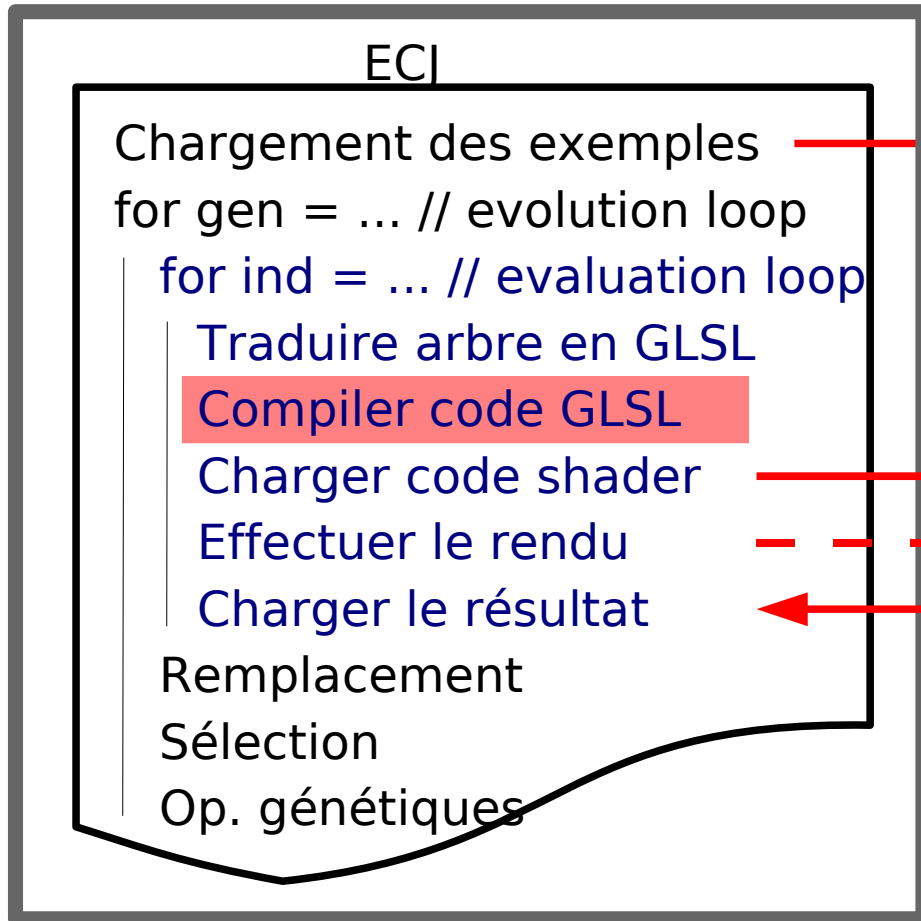 ECJ
Chargement des exemples
for gen = ... // evolution loop
for ind = ... // evaluation loop
Traduire arbre en GLSL
Compiler code GLSL
Charger code shader
Effectuer le rendu
Charger le résultat
Remplacement
Sélection
Op. génétiques